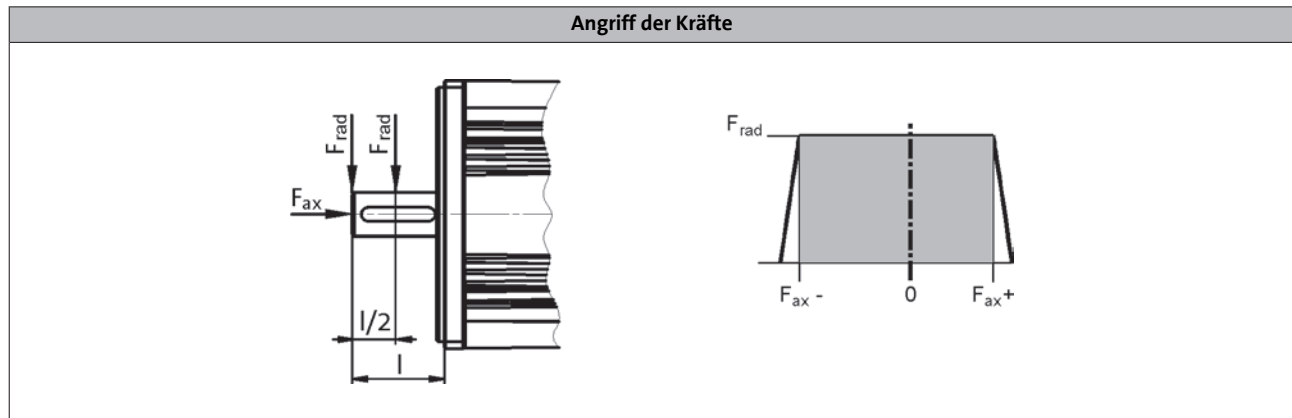 Angriff der Kräfte
F_rad
F_rad
F_ax
l/2
l
F_rad
F_ax - 0 F_ax+